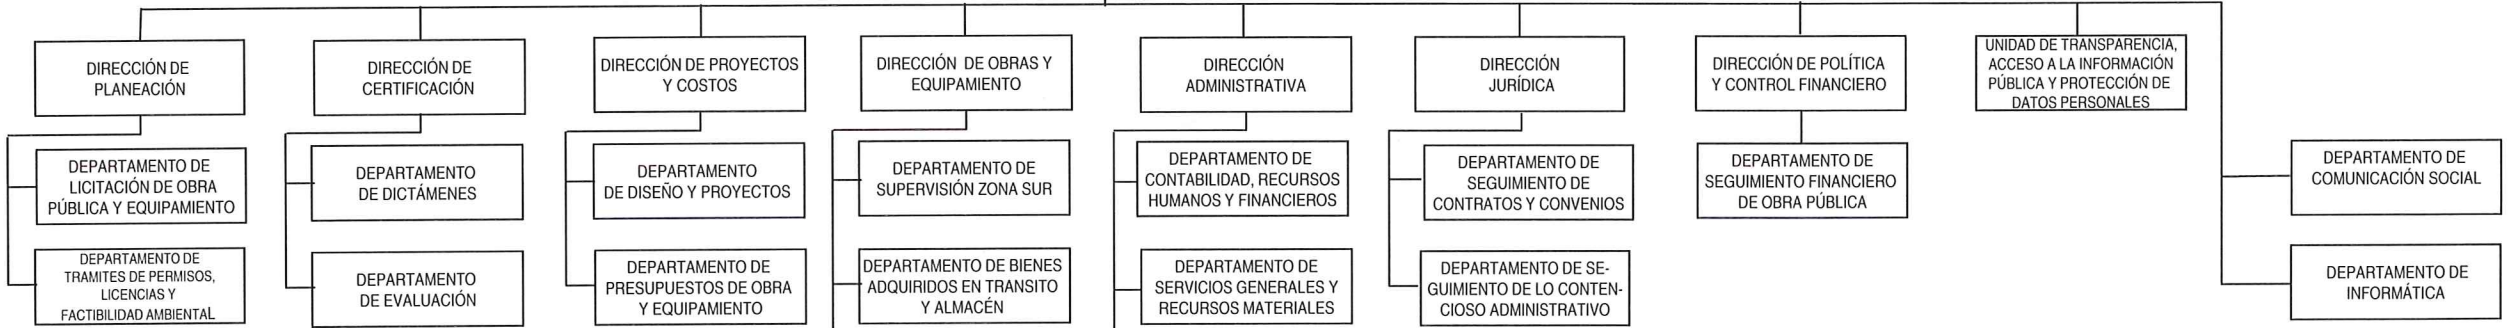 DIRECCIÓN DE
PLANEACIÓN
DIRECCIÓN DE
CERTIFICACIÓN
DIRECCIÓN DE PROYECTOS
Y COSTOS
DIRECCIÓN DE OBRAS Y
EQUIPAMIENTO
DIRECCIÓN
ADMINISTRATIVA
DIRECCIÓN
JURÍDICA
DIRECCIÓN DE POLÍTICA
Y CONTROL FINANCIERO
UNIDAD DE TRANSPARENCIA,
ACCESO A LA INFORMACIÓN
PÚBLICA Y PROTECCIÓN DE
DATOS PERSONALES
DEPARTAMENTO DE
LICITACIÓN DE OBRA
PÚBLICA Y EQUIPAMIENTO
DEPARTAMENTO
DE DICTÁMENES
DEPARTAMENTO
DE DISEÑO Y PROYECTOS
DEPARTAMENTO DE
SUPERVISIÓN ZONA SUR
DEPARTAMENTO DE
CONTABILIDAD, RECURSOS
HUMANOS Y FINANCIEROS
DEPARTAMENTO DE
SEGUIMIENTO DE
CONTRATOS Y CONVENIOS
DEPARTAMENTO DE
SEGUIMIENTO FINANCIERO
DE OBRA PÚBLICA
DEPARTAMENTO DE
COMUNICACIÓN SOCIAL
DEPARTAMENTO DE
TRAMITES DE PERMISOS,
LICENCIAS Y
FACTIBILIDAD AMBIENTAL
DEPARTAMENTO
DE EVALUACIÓN
DEPARTAMENTO DE
PRESUPUESTOS DE OBRA
Y EQUIPAMIENTO
DEPARTAMENTO DE BIENES
ADQUIRIDOS EN TRANSITO
Y ALMACÉN
DEPARTAMENTO DE
SERVICIOS GENERALES Y
RECURSOS MATERIALES
DEPARTAMENTO DE SE-
GUIMIENTO DE LO CONTEN-
CIOSO ADMINISTRATIVO
DEPARTAMENTO DE
INFORMÁTICA